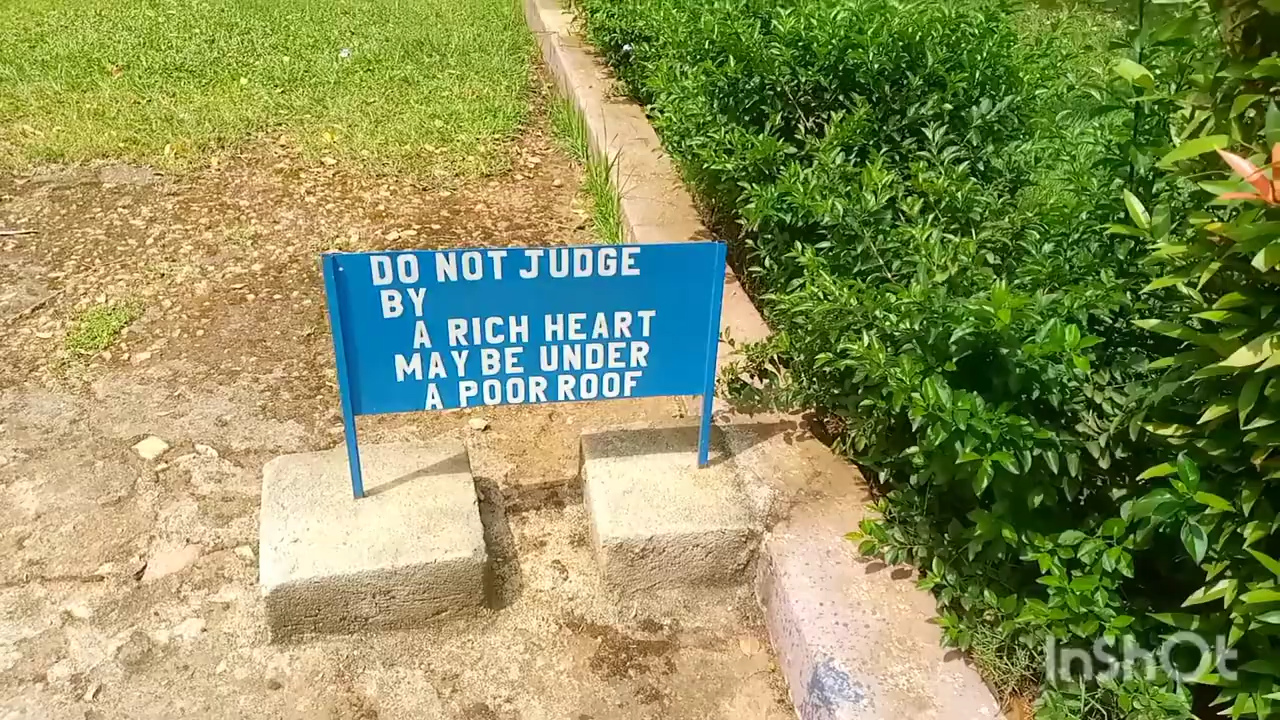 DO NOT JUDGE
BY
A RICH HEART
MAY BE UNDER
A POOR ROOF
InShOt